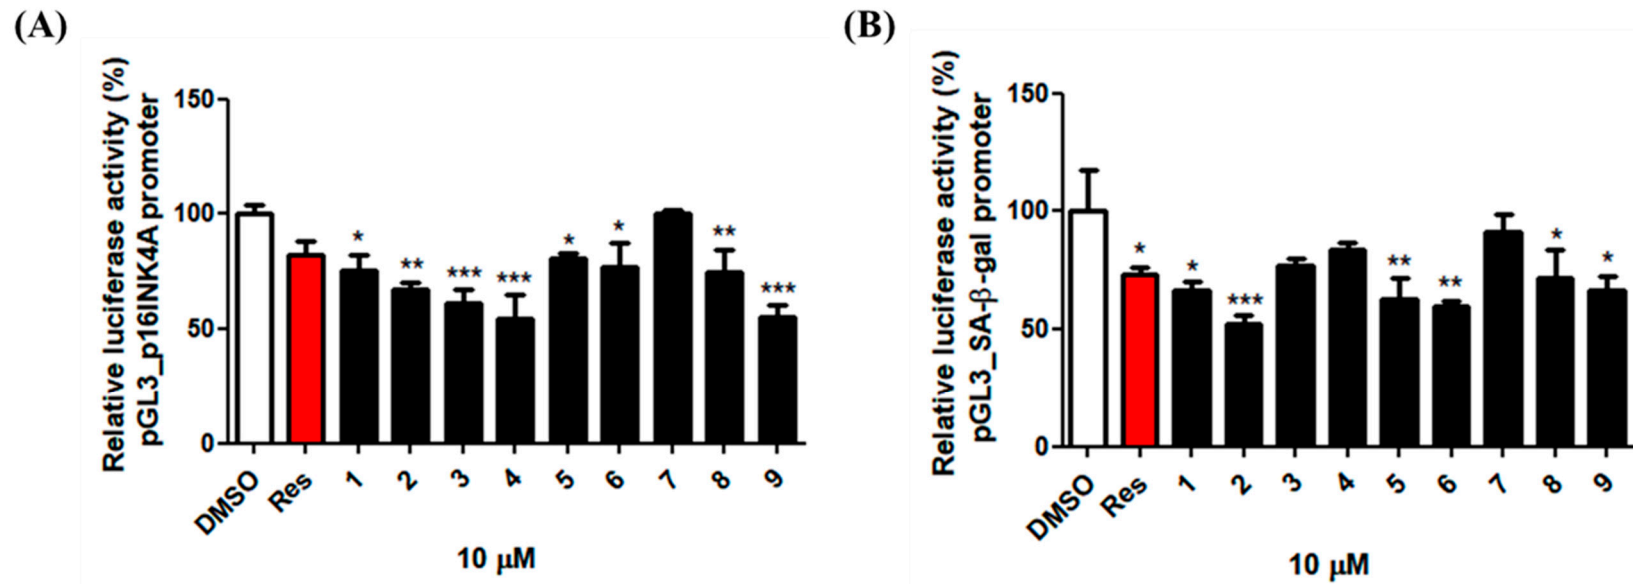 (A)
Relative luciferase activity (%)
pGL3_p16INK4A promoter
150
100
50
0
* ** *** *** * * ** ***
DMSO Res 1 2 3 4 5 6 7 8 9
10 μM
(B)
Relative luciferase activity (%)
pGL3_SA-β-gal promoter
150
100
50
0
* * *** ** ** * *
DMSO Res 1 2 3 4 5 6 7 8 9
10 μM